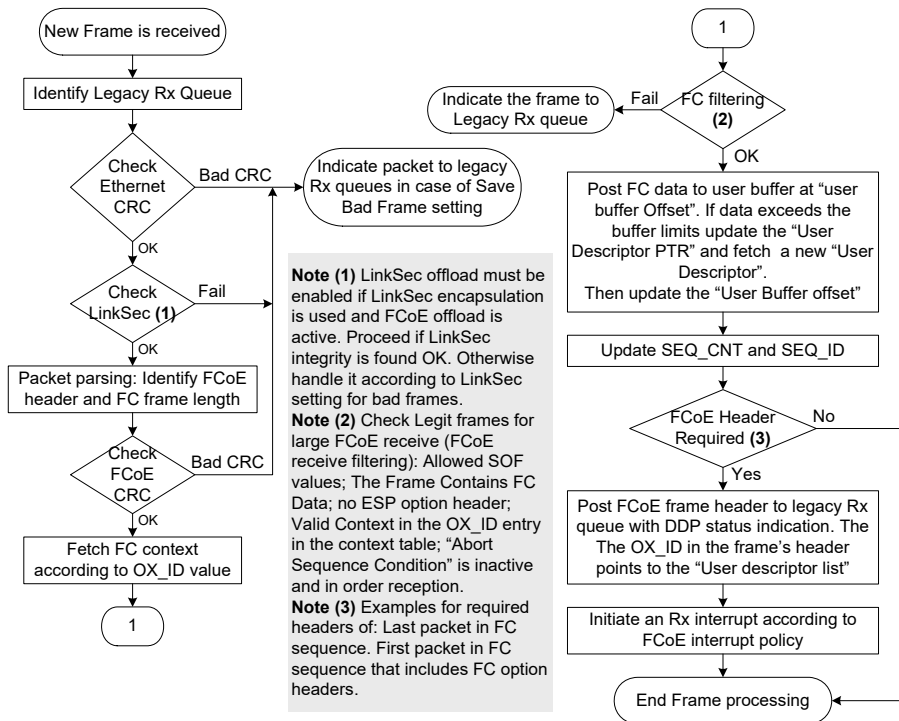 New Frame is received
Identify Legacy Rx Queue
Check
Ethernet
CRC
Bad CRC
Indicate packet to legacy
Rx queues in case of Save
Bad Frame setting
OK
Check
LinkSec (1)
Fail
OK
Packet parsing: Identify FCoE
header and FC frame length
Check
FCoE
CRC
Bad CRC
OK
Fetch FC context
according to OX_ID value
1
Note (1) LinkSec offload must be
enabled if LinkSec encapsulation
is used and FCoE offload is
active. Proceed if LinkSec
integrity is found OK. Otherwise
handle it according to LinkSec
setting for bad frames.
Note (2) Check Legit frames for
large FCoE receive (FCoE
receive filtering): Allowed SOF
values; The Frame Contains FC
Data; no ESP option header;
Valid Context in the OX_ID entry
in the context table; “Abort
Sequence Condition” is inactive
and in order reception.
Note (3) Examples for required
headers of: Last packet in FC
sequence. First packet in FC
sequence that includes FC option
headers.
1
FC filtering
(2)
Fail
Indicate the frame to
Legacy Rx queue
OK
Post FC data to user buffer at “user
buffer Offset”. If data exceeds the
buffer limits update the “User
Descriptor PTR” and fetch a new “User
Descriptor”.
Then update the “User Buffer offset”
Update SEQ_CNT and SEQ_ID
FCoE Header
Required (3)
No
Yes
Post FCoE frame header to legacy Rx
queue with DDP status indication. The
The OX_ID in the frame’s header
points to the “User descriptor list”
Initiate an Rx interrupt according to
FCoE interrupt policy
End Frame processing